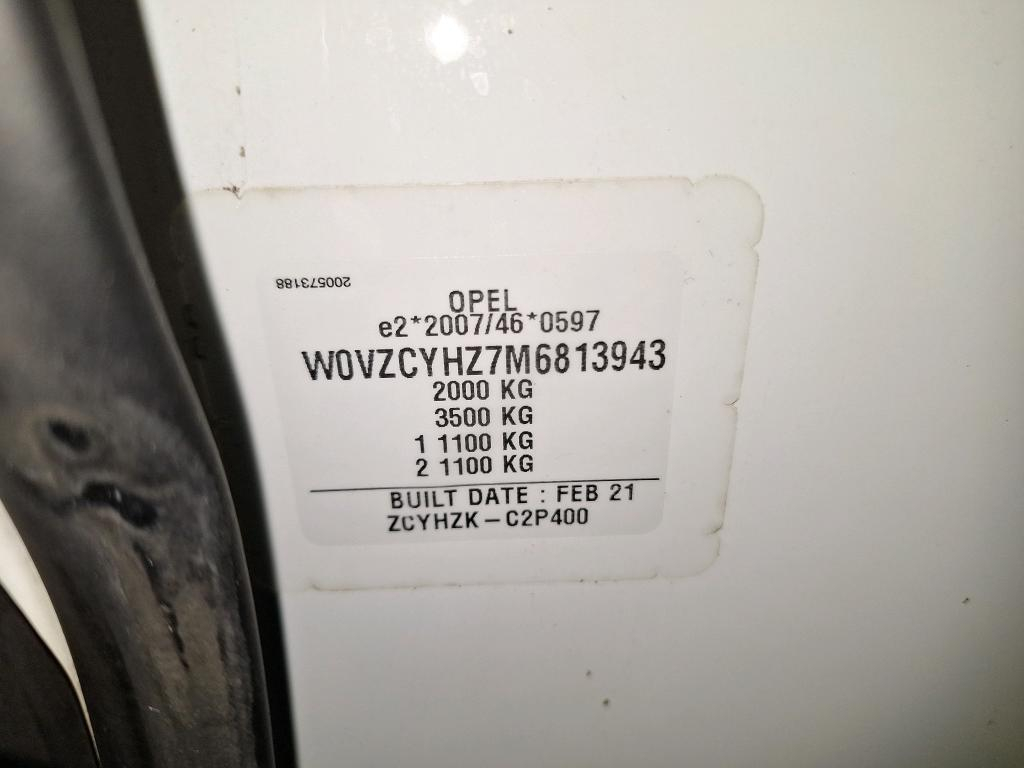 200573188
OPEL
e2*2007/46*0597
W0VZCYHZ7M6813943
2000 KG
3500 KG
1 1100 KG
2 1100 KG
BUILT DATE : FEB 21
ZCYHZK-C2P400